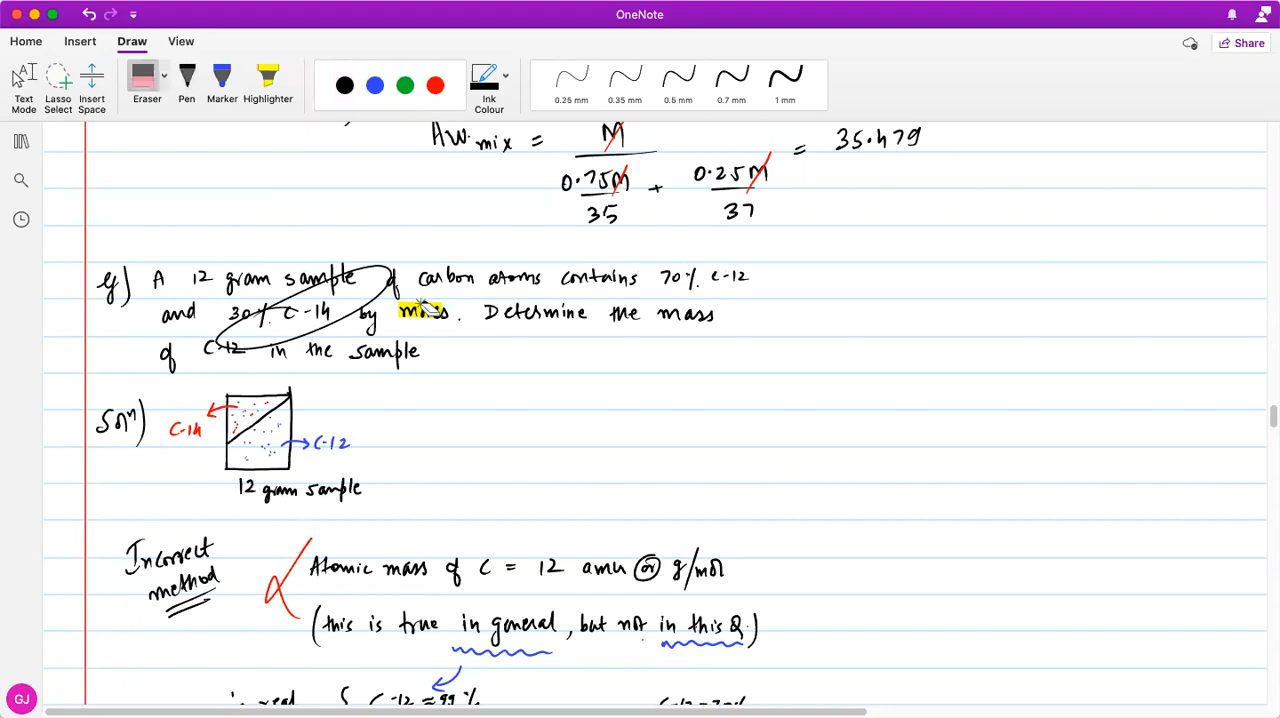 OneNote
Home Insert Draw View
Share
Text Mode
Lasso Select
Insert Space
Eraser
Pen
Marker
Highlighter
Ink Colour
0.25 mm
0.35 mm
0.5 mm
0.7 mm
1 mm
AW mix = M / (0.75M/35 + 0.25M/37) = 35.479
eg) A 12 gram sample of carbon atoms contains 70% C-12
and 30% C-14 by mass. Determine the mass
of C-12 in the sample
Solⁿ)
C-14
C-12
12 gram sample
Incorrect method
Atomic mass of C = 12 amu or g/mol
(this is true in general, but not in this Q)
C-12 ≈ 99%
GJ